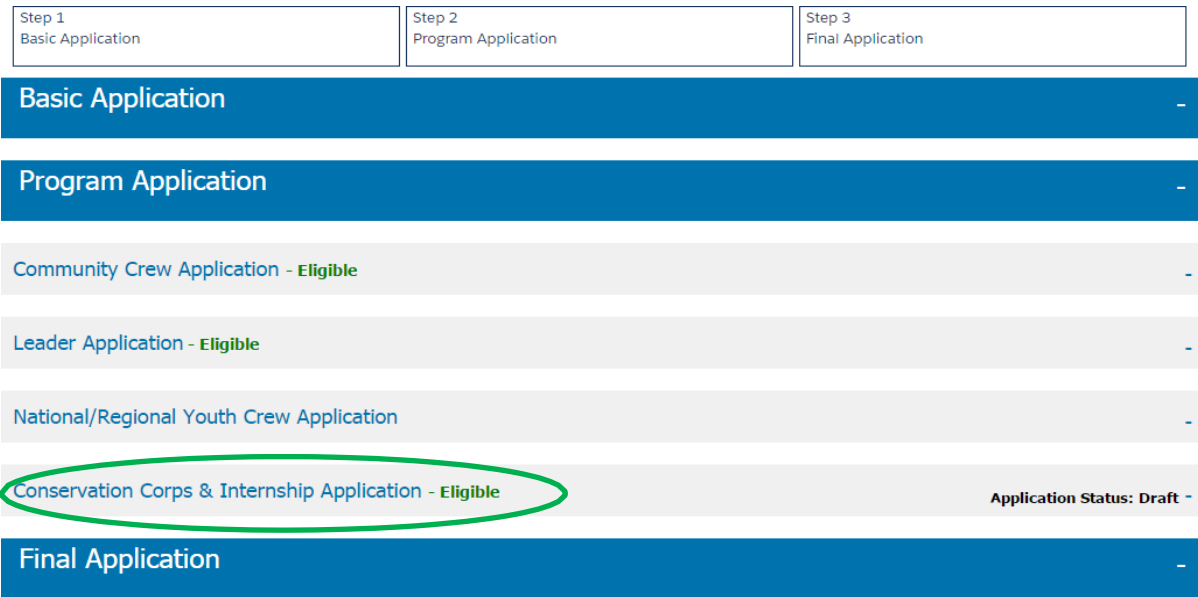 Step 1
Basic Application
Step 2
Program Application
Step 3
Final Application
Basic Application -
Program Application -
Community Crew Application - Eligible -
Leader Application - Eligible -
National/Regional Youth Crew Application -
Conservation Corps & Internship Application - Eligible Application Status: Draft -
Final Application -